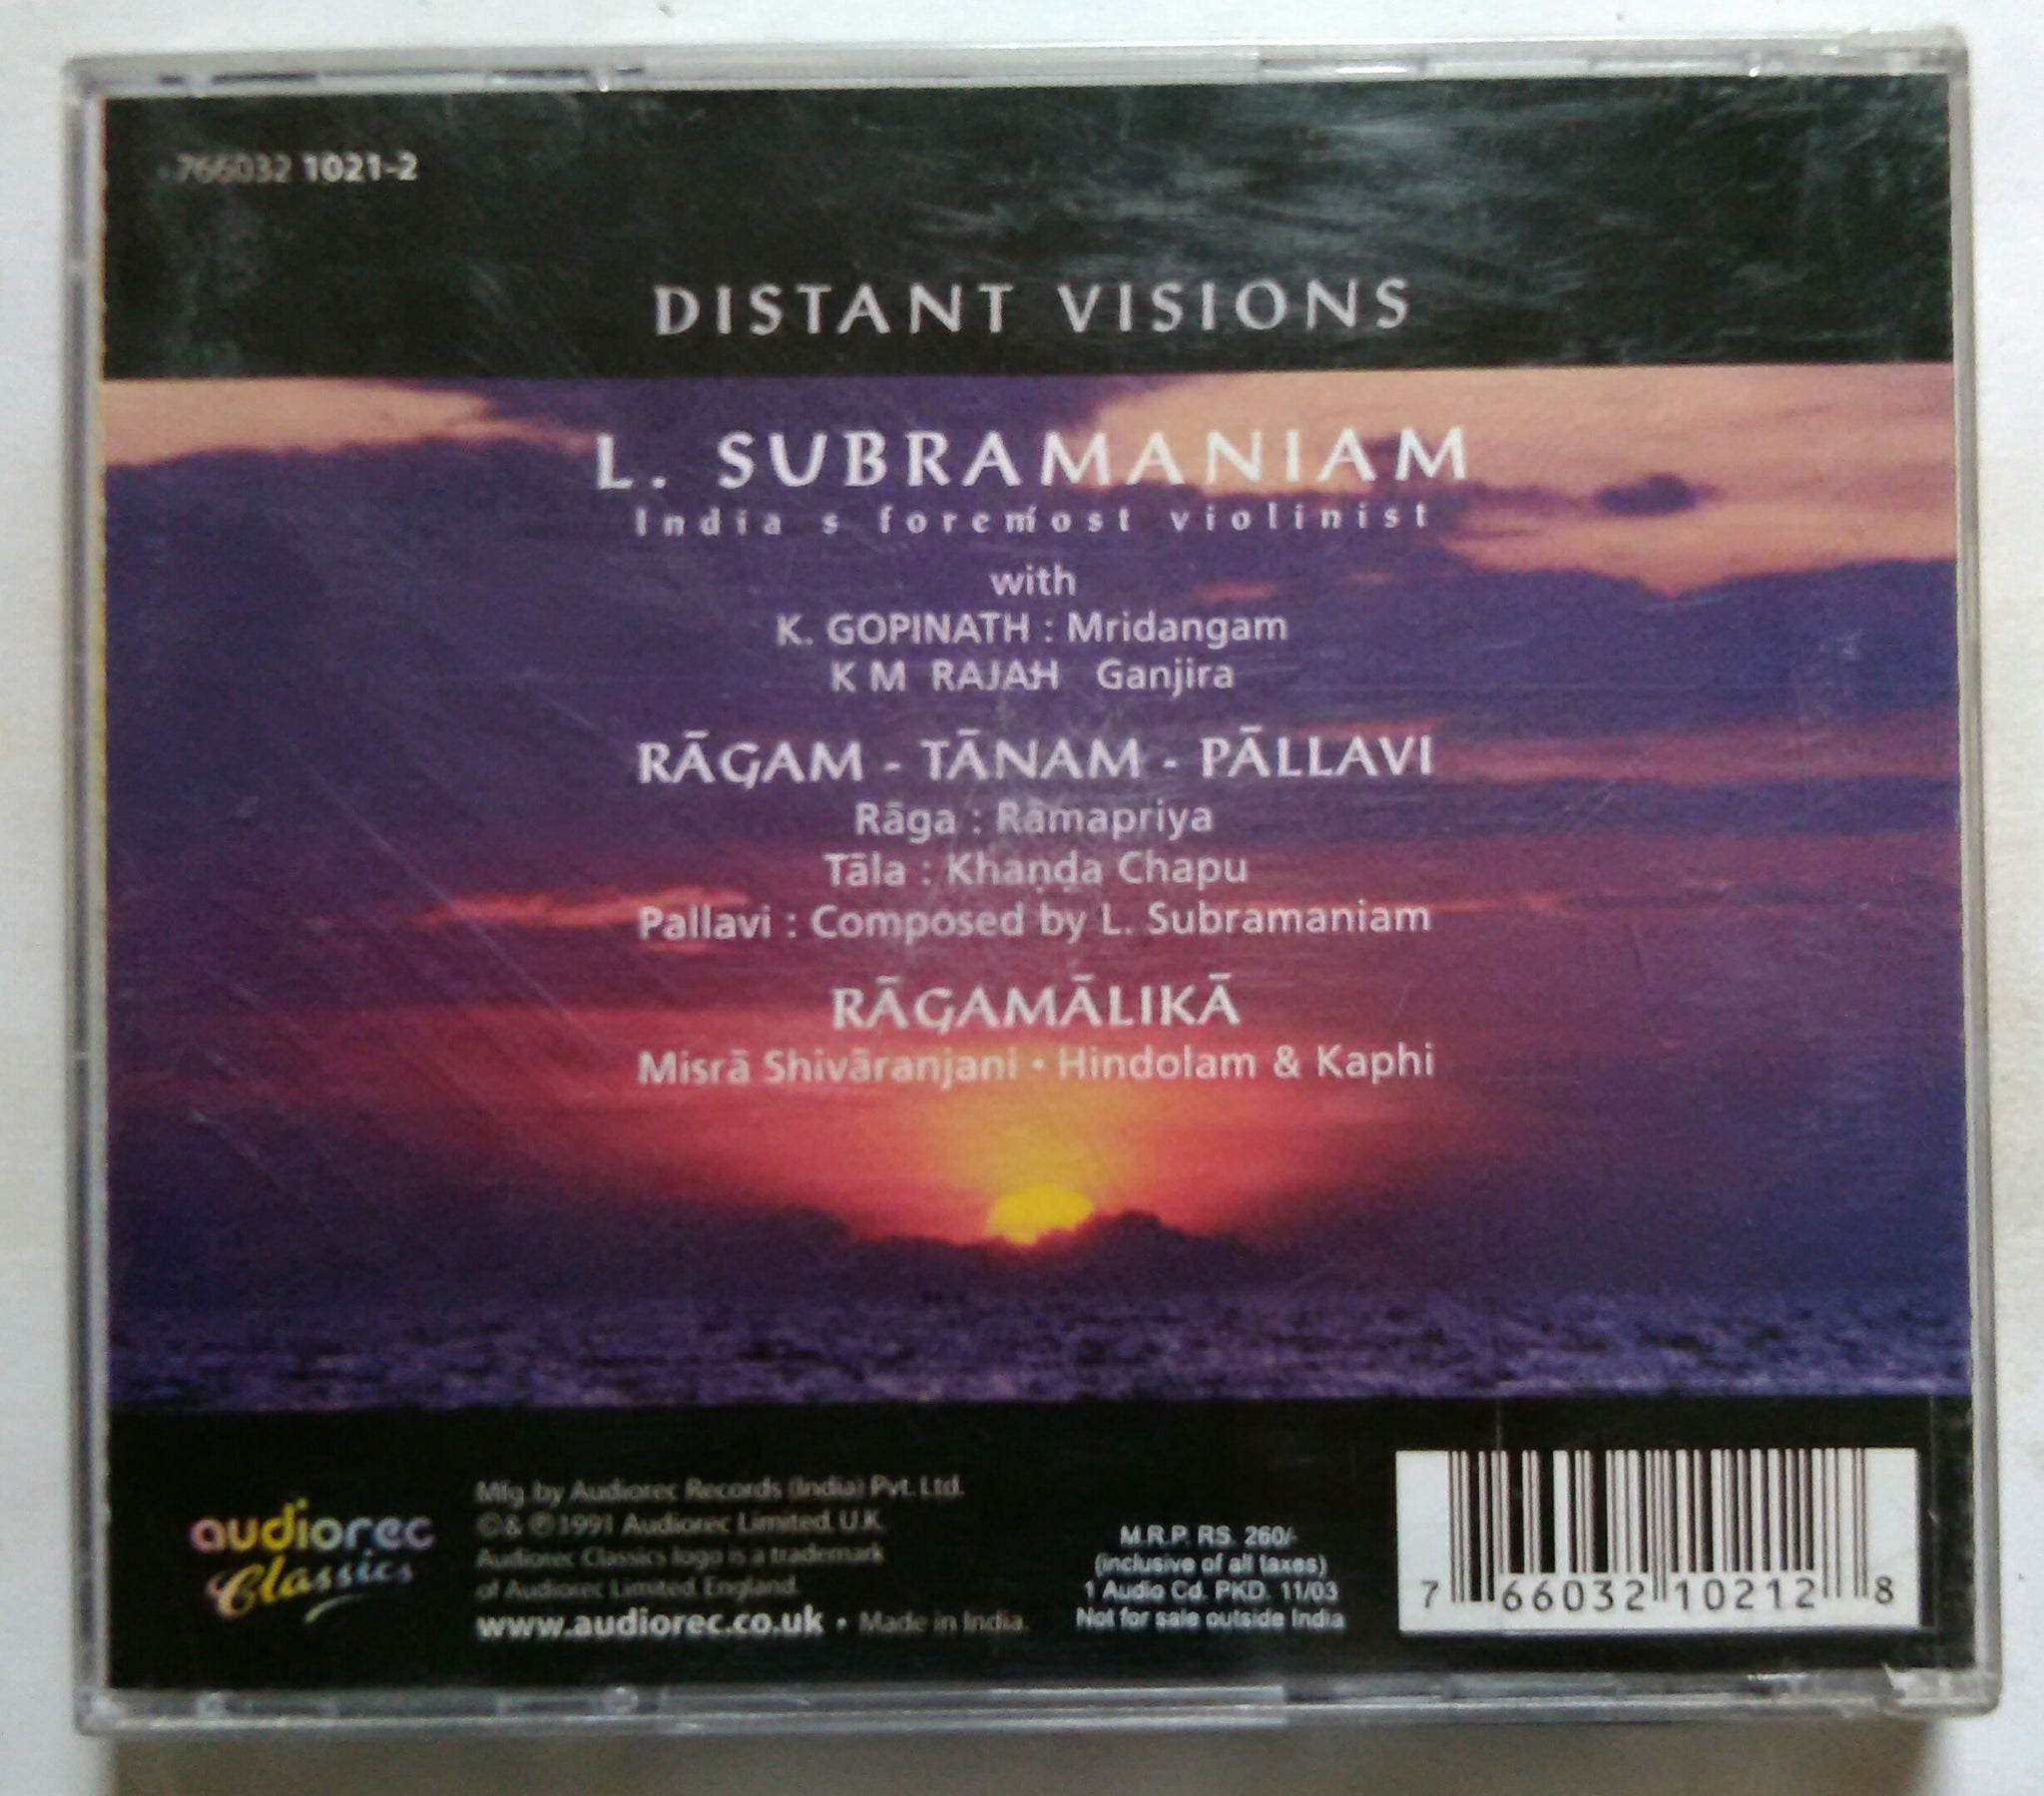 766032 1021-2
DISTANT VISIONS
L. SUBRAMANIAM
India s foremost violinist
with
K. GOPINATH : Mridangam
K M RAJAH Ganjira
RĀGAM - TĀNAM - PĀLLAVI
Rāga : Rāmapriya
Tāla : Khaṇḍa Chapu
Pallavi : Composed by L. Subramaniam
RĀGAMĀLIKĀ
Misrā Shivāranjani • Hindolam & Kaphi
audiorec
Classics
Mfg. by Audiorec Records (India) Pvt. Ltd.
©& ℗1991 Audiorec Limited. U.K.
Audiorec Classics logo is a trademark
of Audiorec Limited. England.
www.audiorec.co.uk • Made in India.
M.R.P. RS. 260/-
(inclusive of all taxes)
1 Audio Cd. PKD. 11/03
Not for sale outside India
7 66032 10212 8